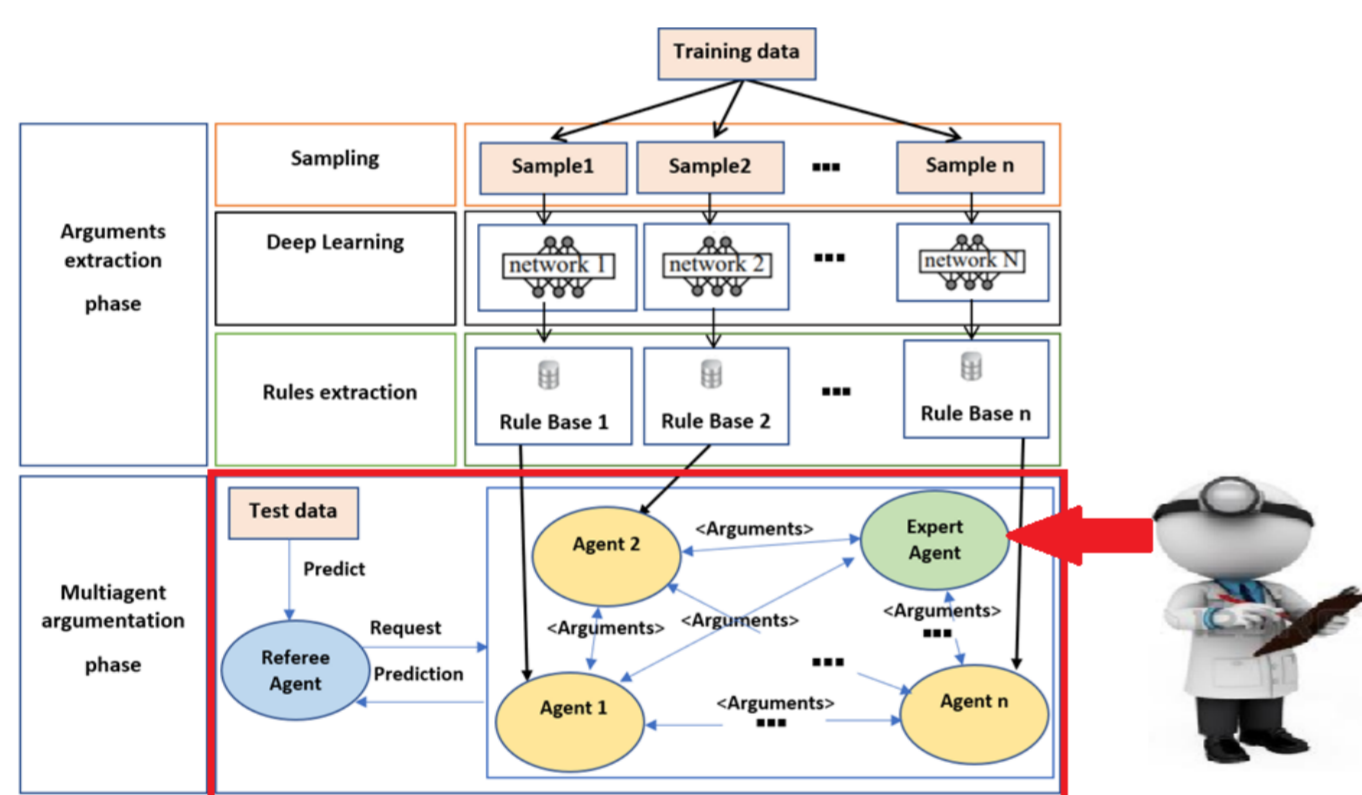 Training data
Sampling
Sample1
Sample2
Sample n
Arguments
extraction
phase
Deep Learning
network 1
network 2
network N
Rules extraction
Rule Base 1
Rule Base 2
Rule Base n
Multiagent
argumentation
phase
Test data
Predict
Referee
Agent
Request
Prediction
Agent 2
<Arguments>
Expert
Agent
<Arguments>
<Arguments>
<Arguments>
Agent 1
<Arguments>
Agent n